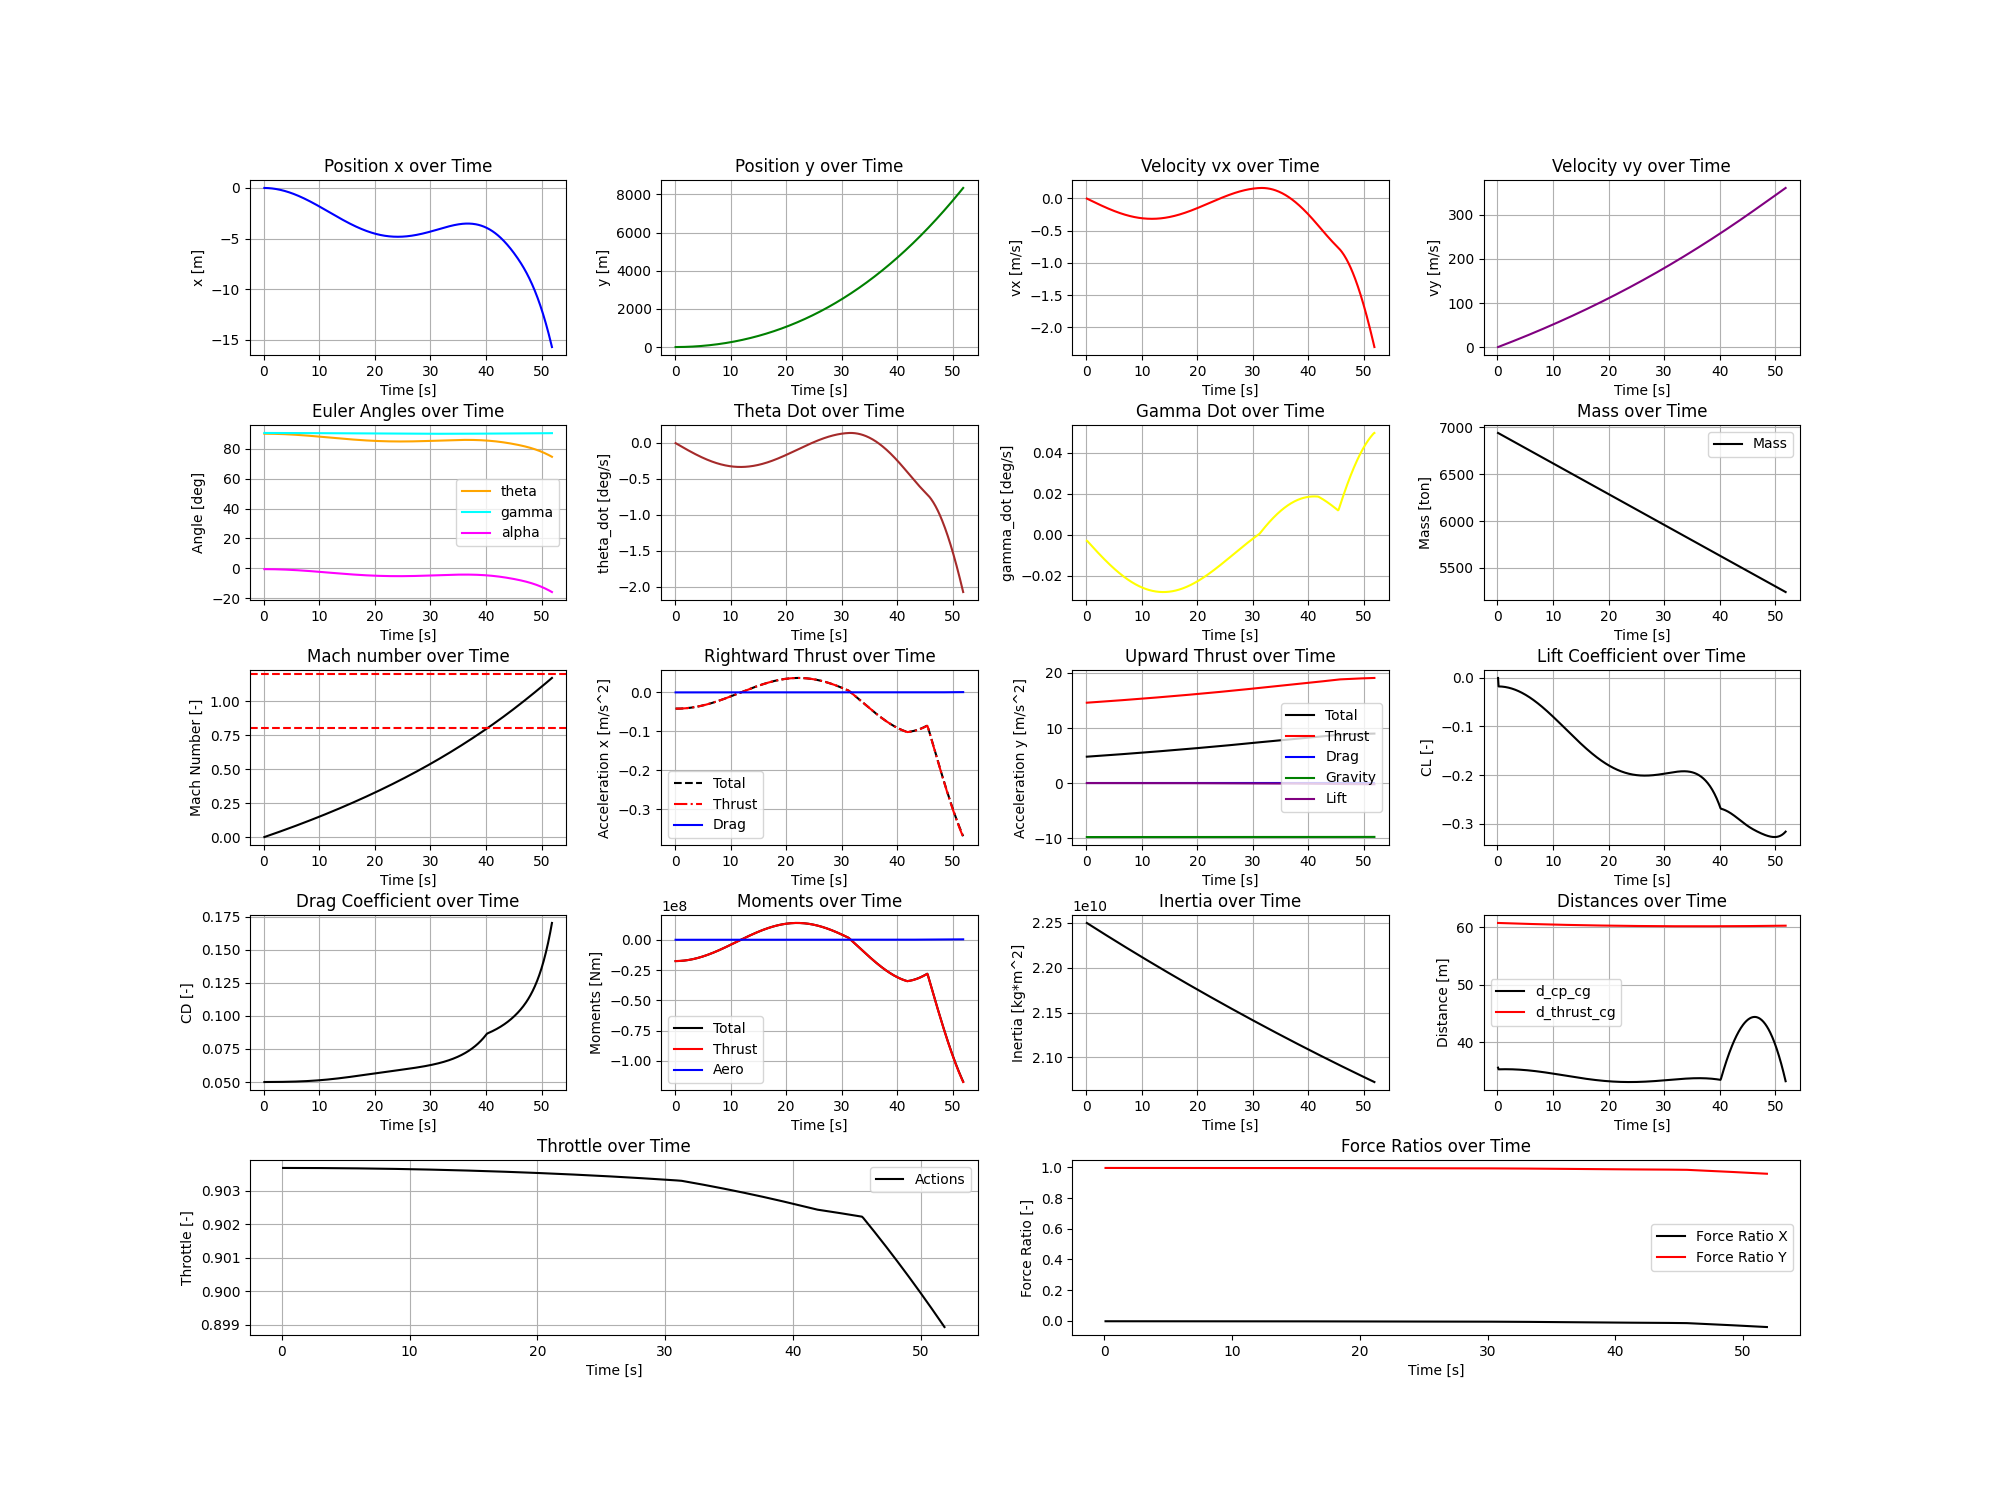 Position x over Time
x [m]
0
−5
−10
−15
0 10 20 30 40 50
Time [s]
Position y over Time
y [m]
8000
6000
4000
2000
0
0 10 20 30 40 50
Time [s]
Velocity vx over Time
vx [m/s]
0.0
−0.5
−1.0
−1.5
−2.0
0 10 20 30 40 50
Time [s]
Velocity vy over Time
vy [m/s]
300
200
100
0
0 10 20 30 40 50
Time [s]
Euler Angles over Time
Angle [deg]
80
60
40
20
0
−20
theta
gamma
alpha
0 10 20 30 40 50
Time [s]
Theta Dot over Time
theta_dot [deg/s]
0.0
−0.5
−1.0
−1.5
−2.0
0 10 20 30 40 50
Time [s]
Gamma Dot over Time
gamma_dot [deg/s]
0.04
0.02
0.00
−0.02
0 10 20 30 40 50
Time [s]
Mass over Time
Mass [ton]
7000
6500
6000
5500
Mass
0 10 20 30 40 50
Time [s]
Mach number over Time
Mach Number [-]
1.00
0.75
0.50
0.25
0.00
0 10 20 30 40 50
Time [s]
Rightward Thrust over Time
Acceleration x [m/s^2]
0.0
−0.1
−0.2
−0.3
Total
Thrust
Drag
0 10 20 30 40 50
Time [s]
Upward Thrust over Time
Acceleration y [m/s^2]
20
10
0
−10
Total
Thrust
Drag
Gravity
Lift
0 10 20 30 40 50
Time [s]
Lift Coefficient over Time
CL [-]
0.0
−0.1
−0.2
−0.3
0 10 20 30 40 50
Time [s]
Drag Coefficient over Time
CD [-]
0.175
0.150
0.125
0.100
0.075
0.050
0 10 20 30 40 50
Time [s]
Moments over Time
1e8
Moments [Nm]
0.00
−0.25
−0.50
−0.75
−1.00
Total
Thrust
Aero
0 10 20 30 40 50
Time [s]
Inertia over Time
1e10
Inertia [kg*m^2]
2.25
2.20
2.15
2.10
0 10 20 30 40 50
Time [s]
Distances over Time
Distance [m]
60
50
40
d_cp_cg
d_thrust_cg
0 10 20 30 40 50
Time [s]
Throttle over Time
Throttle [-]
0.903
0.902
0.901
0.900
0.899
Actions
0 10 20 30 40 50
Time [s]
Force Ratios over Time
Force Ratio [-]
1.0
0.8
0.6
0.4
0.2
0.0
Force Ratio X
Force Ratio Y
0 10 20 30 40 50
Time [s]